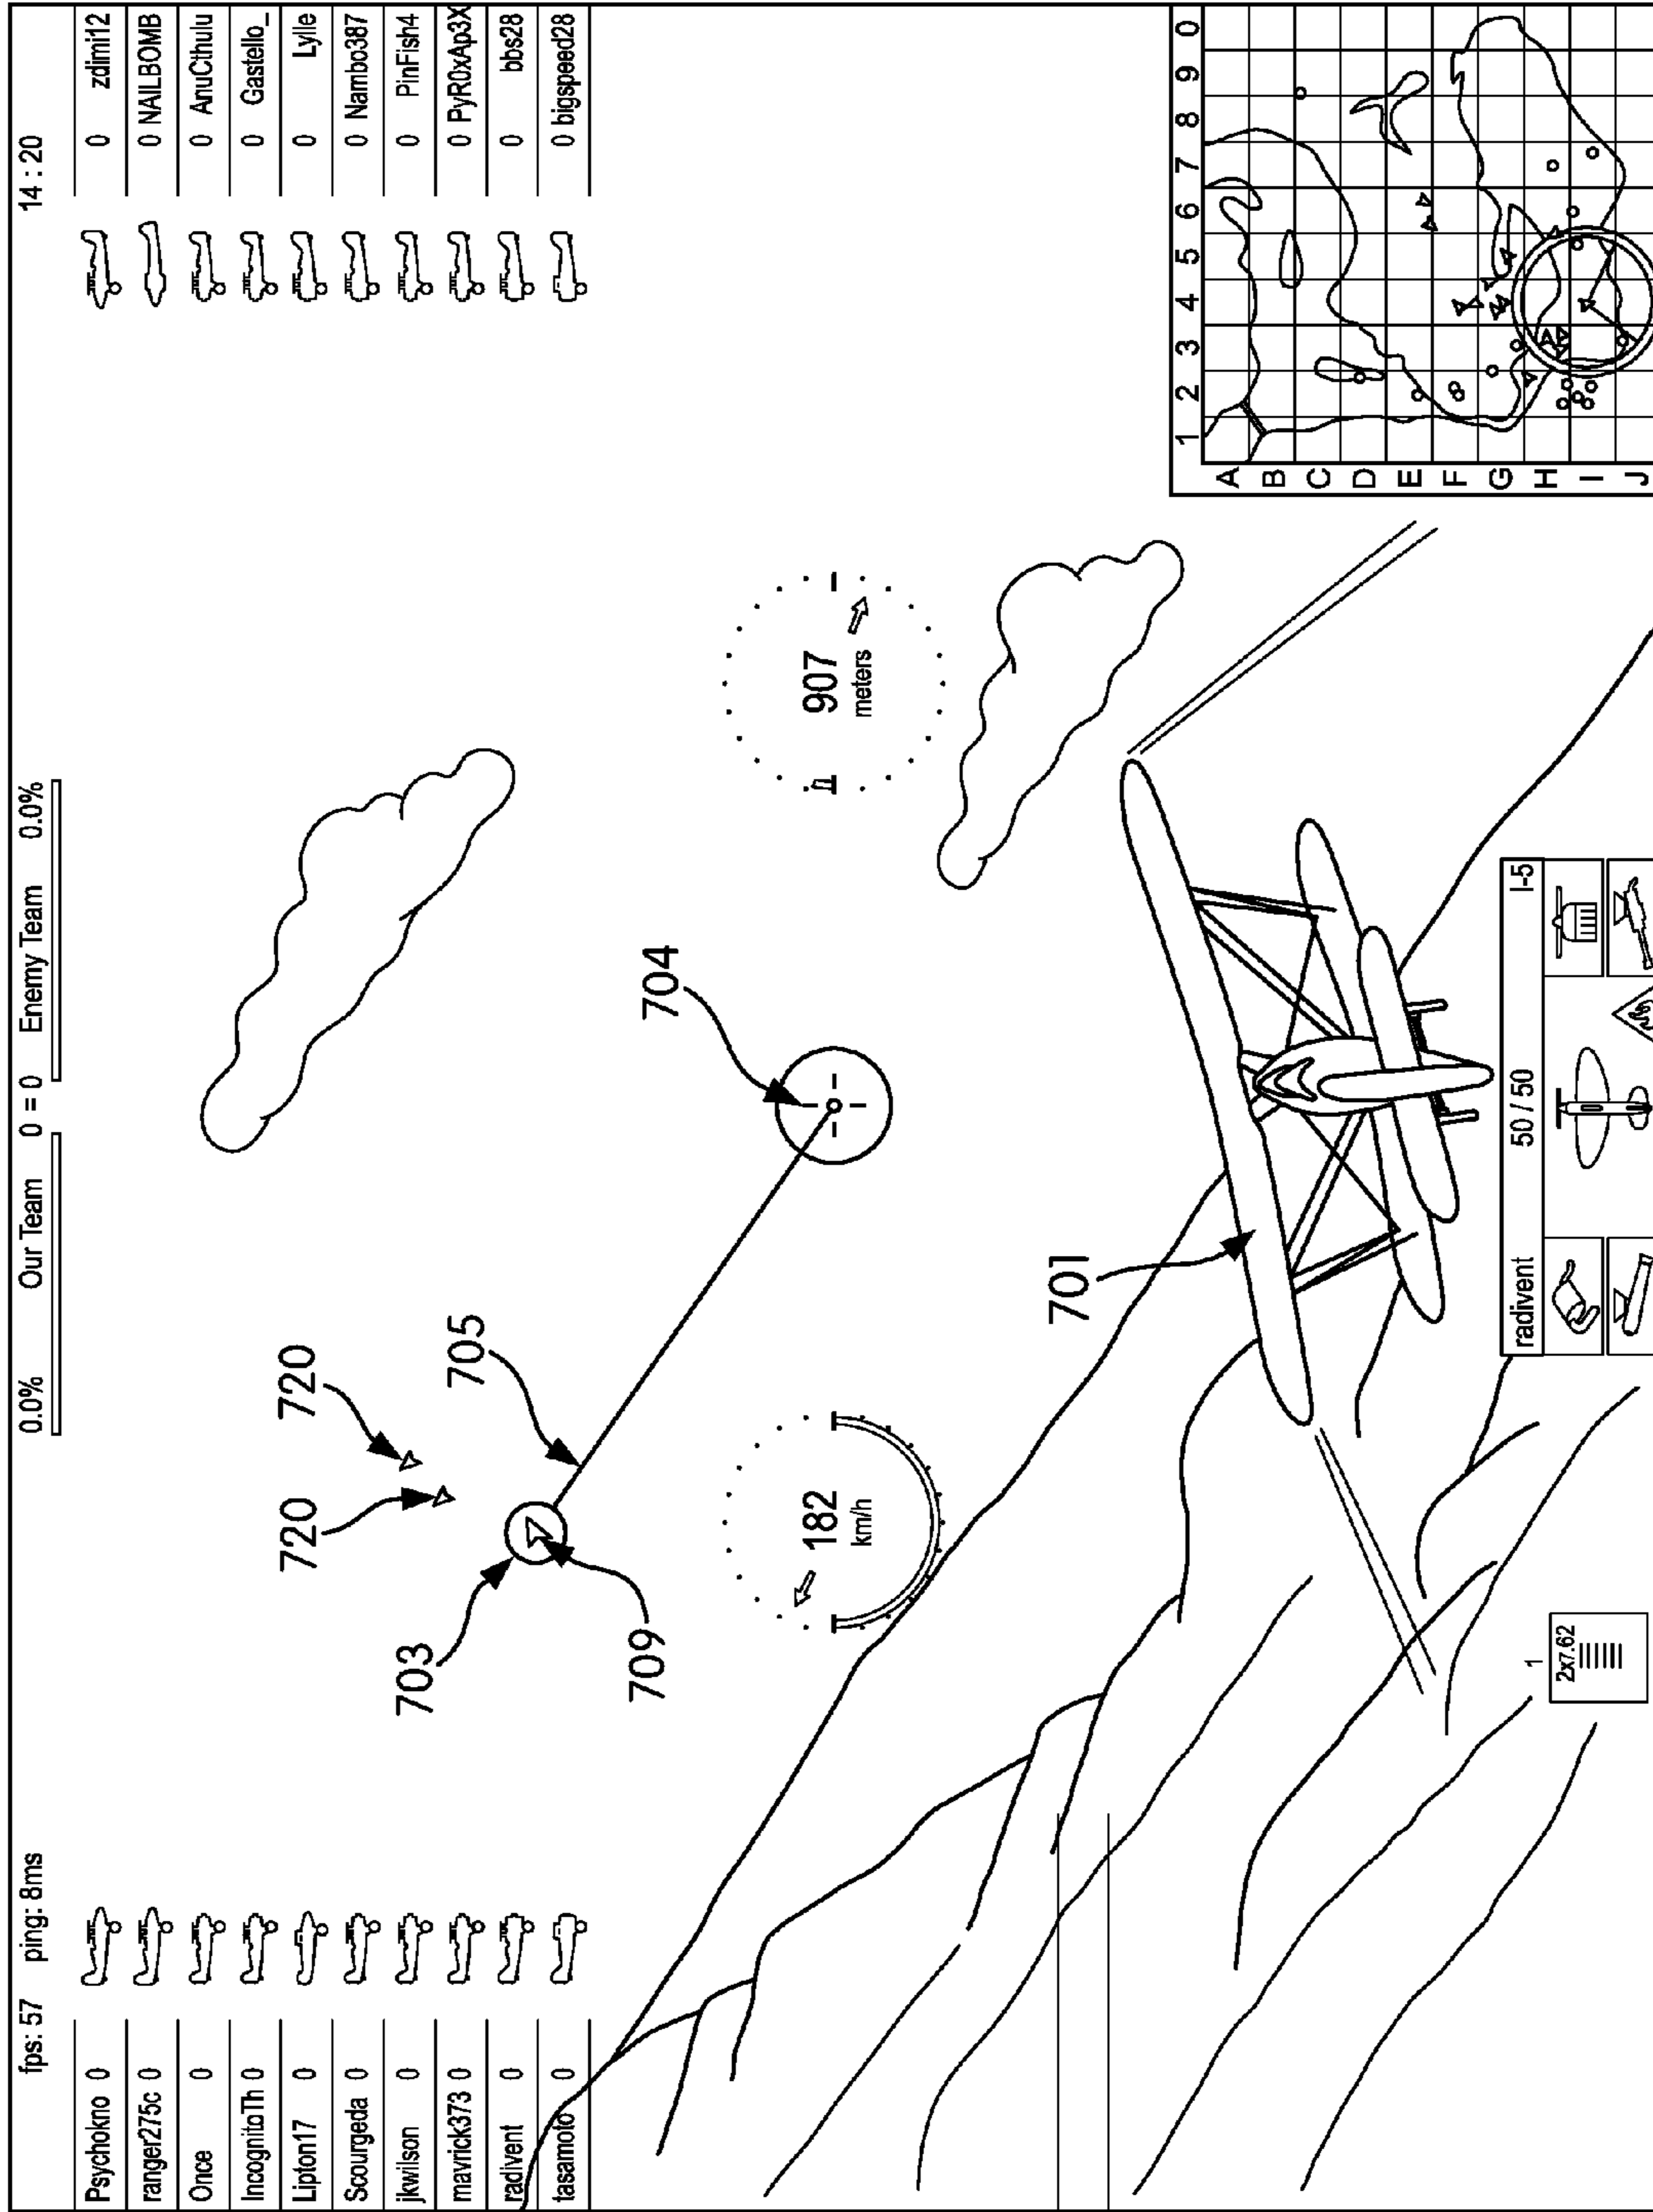 fps: 57 ping: 8ms
0.0% Our Team 0 = 0 Enemy Team 0.0%
14 : 20
Psychokno 0
ranger275c 0
Once 0
IncognitoTh 0
Lipton17 0
Scourgeda 0
jkwilson 0
mavrick373 0
radivent 0
tasamoto 0
0 zdimi12
0 NAILBOMB
0 AnuCthulu
0 Gastello_
0 Lylle
0 Nambo387
0 PinFish4
0 PyR0xAp3X
0 bbs28
0 bigspeed28
720
720
703
705
709
704
182
km/h
907
meters
701
1
2x7.62
radivent 50 / 50 I-5
1 2 3 4 5 6 7 8 9 0
A
B
C
D
E
F
G
H
I
J